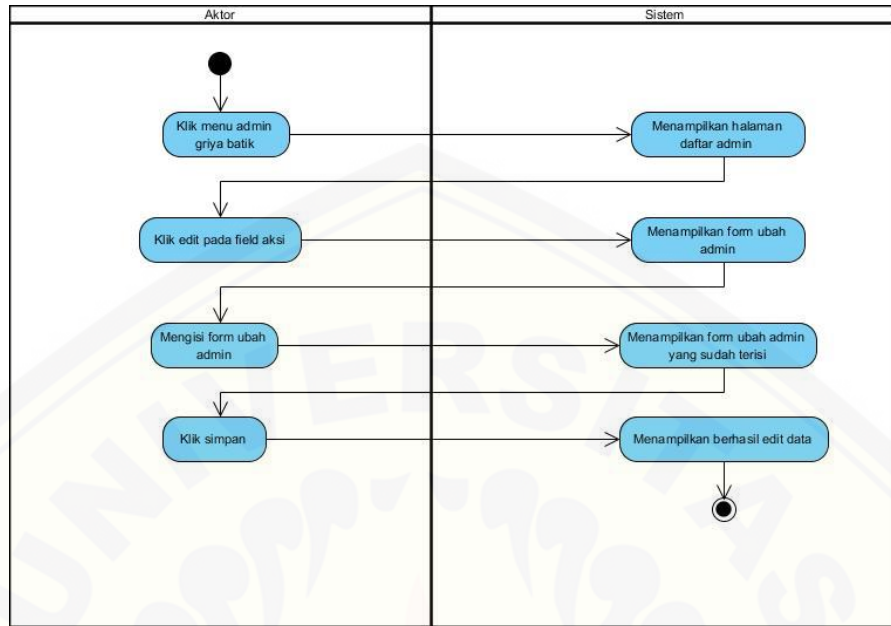 Aktor
Sistem
Klik menu admin
griya batik
Menampilkan halaman
daftar admin
Klik edit pada field aksi
Menampilkan form ubah
admin
Mengisi form ubah
admin
Menampilkan form ubah admin
yang sudah terisi
Klik simpan
Menampilkan berhasil edit data
UNIVERSITAS